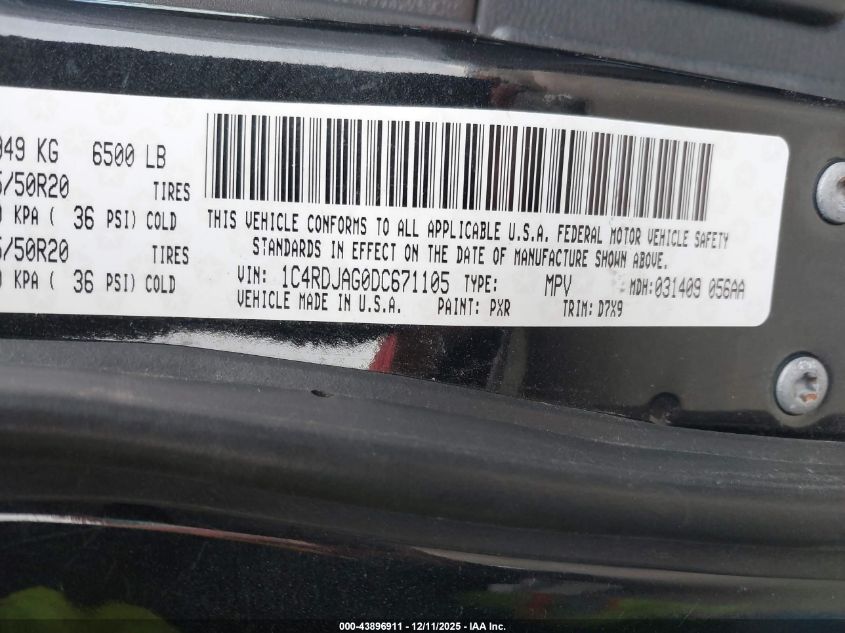 949 KG 6500 LB
/50R20 TIRES
KPA ( 36 PSI) COLD
/50R20 TIRES
KPA ( 36 PSI) COLD
THIS VEHICLE CONFORMS TO ALL APPLICABLE U.S.A. FEDERAL MOTOR VEHICLE SAFETY
STANDARDS IN EFFECT ON THE DATE OF MANUFACTURE SHOWN ABOVE.
VIN: 1C4RDJAG0DC671105 TYPE: MPV MDH:031409 056AA
VEHICLE MADE IN U.S.A. PAINT: PXR TRIM: D7X9
000-43896911 - 12/11/2025 - IAA Inc.